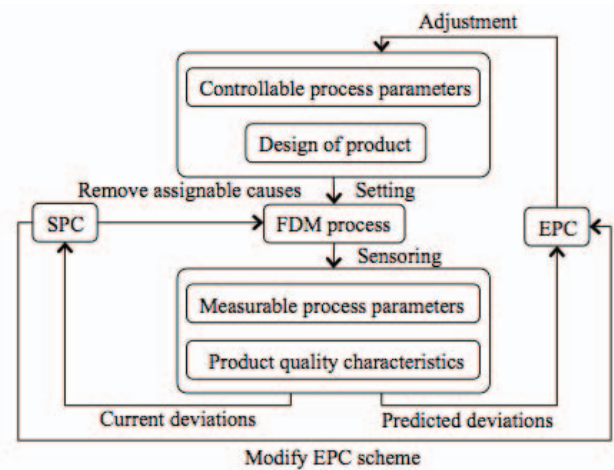 Adjustment
Controllable process parameters
Design of product
Remove assignable causes
Setting
SPC
FDM process
EPC
Sensoring
Measurable process parameters
Product quality characteristics
Current deviations
Predicted deviations
Modify EPC scheme